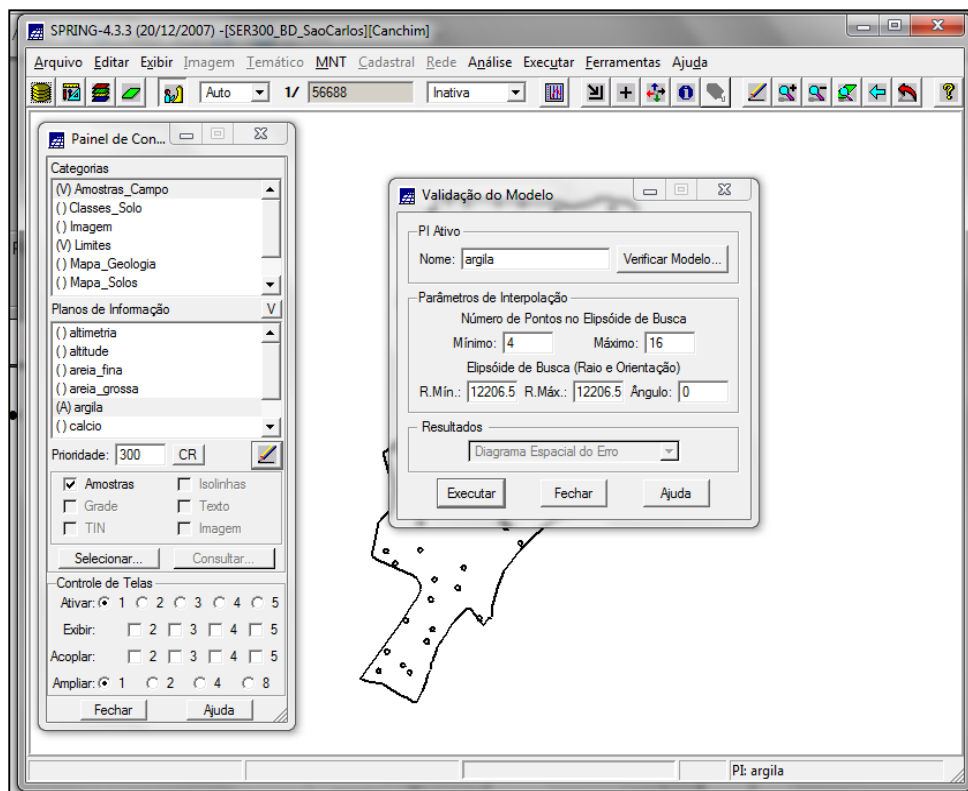 SPRING-4.3.3 (20/12/2007) -[SER300_BD_SaoCarlos][Canchim]
Arquivo Editar Exibir Imagem Temático MNT Cadastral Rede Análise Executar Ferramentas Ajuda
Auto 1/ 56688 Inativa
Painel de Con...
Categorias
(V) Amostras_Campo
( ) Classes_Solo
( ) Imagem
(V) Limites
( ) Mapa_Geologia
( ) Mapa_Solos
Planos de Informação V
( ) altimetria
( ) altitude
( ) areia_fina
( ) areia_grossa
(A) argila
( ) calcio
Prioridade: 300 CR
Amostras Isolinhas
Grade Texto
TIN Imagem
Selecionar... Consultar...
Controle de Telas
Ativar: 1 2 3 4 5
Exibir: 2 3 4 5
Acoplar: 2 3 4 5
Ampliar: 1 2 4 8
Fechar Ajuda
Validação do Modelo
PI Ativo
Nome: argila Verificar Modelo...
Parâmetros de Interpolação
Número de Pontos no Elipsóide de Busca
Mínimo: 4 Máximo: 16
Elipsóide de Busca (Raio e Orientação)
R.Mín.: 12206.5 R.Máx.: 12206.5 Ângulo: 0
Resultados
Diagrama Espacial do Erro
Executar Fechar Ajuda
PI: argila